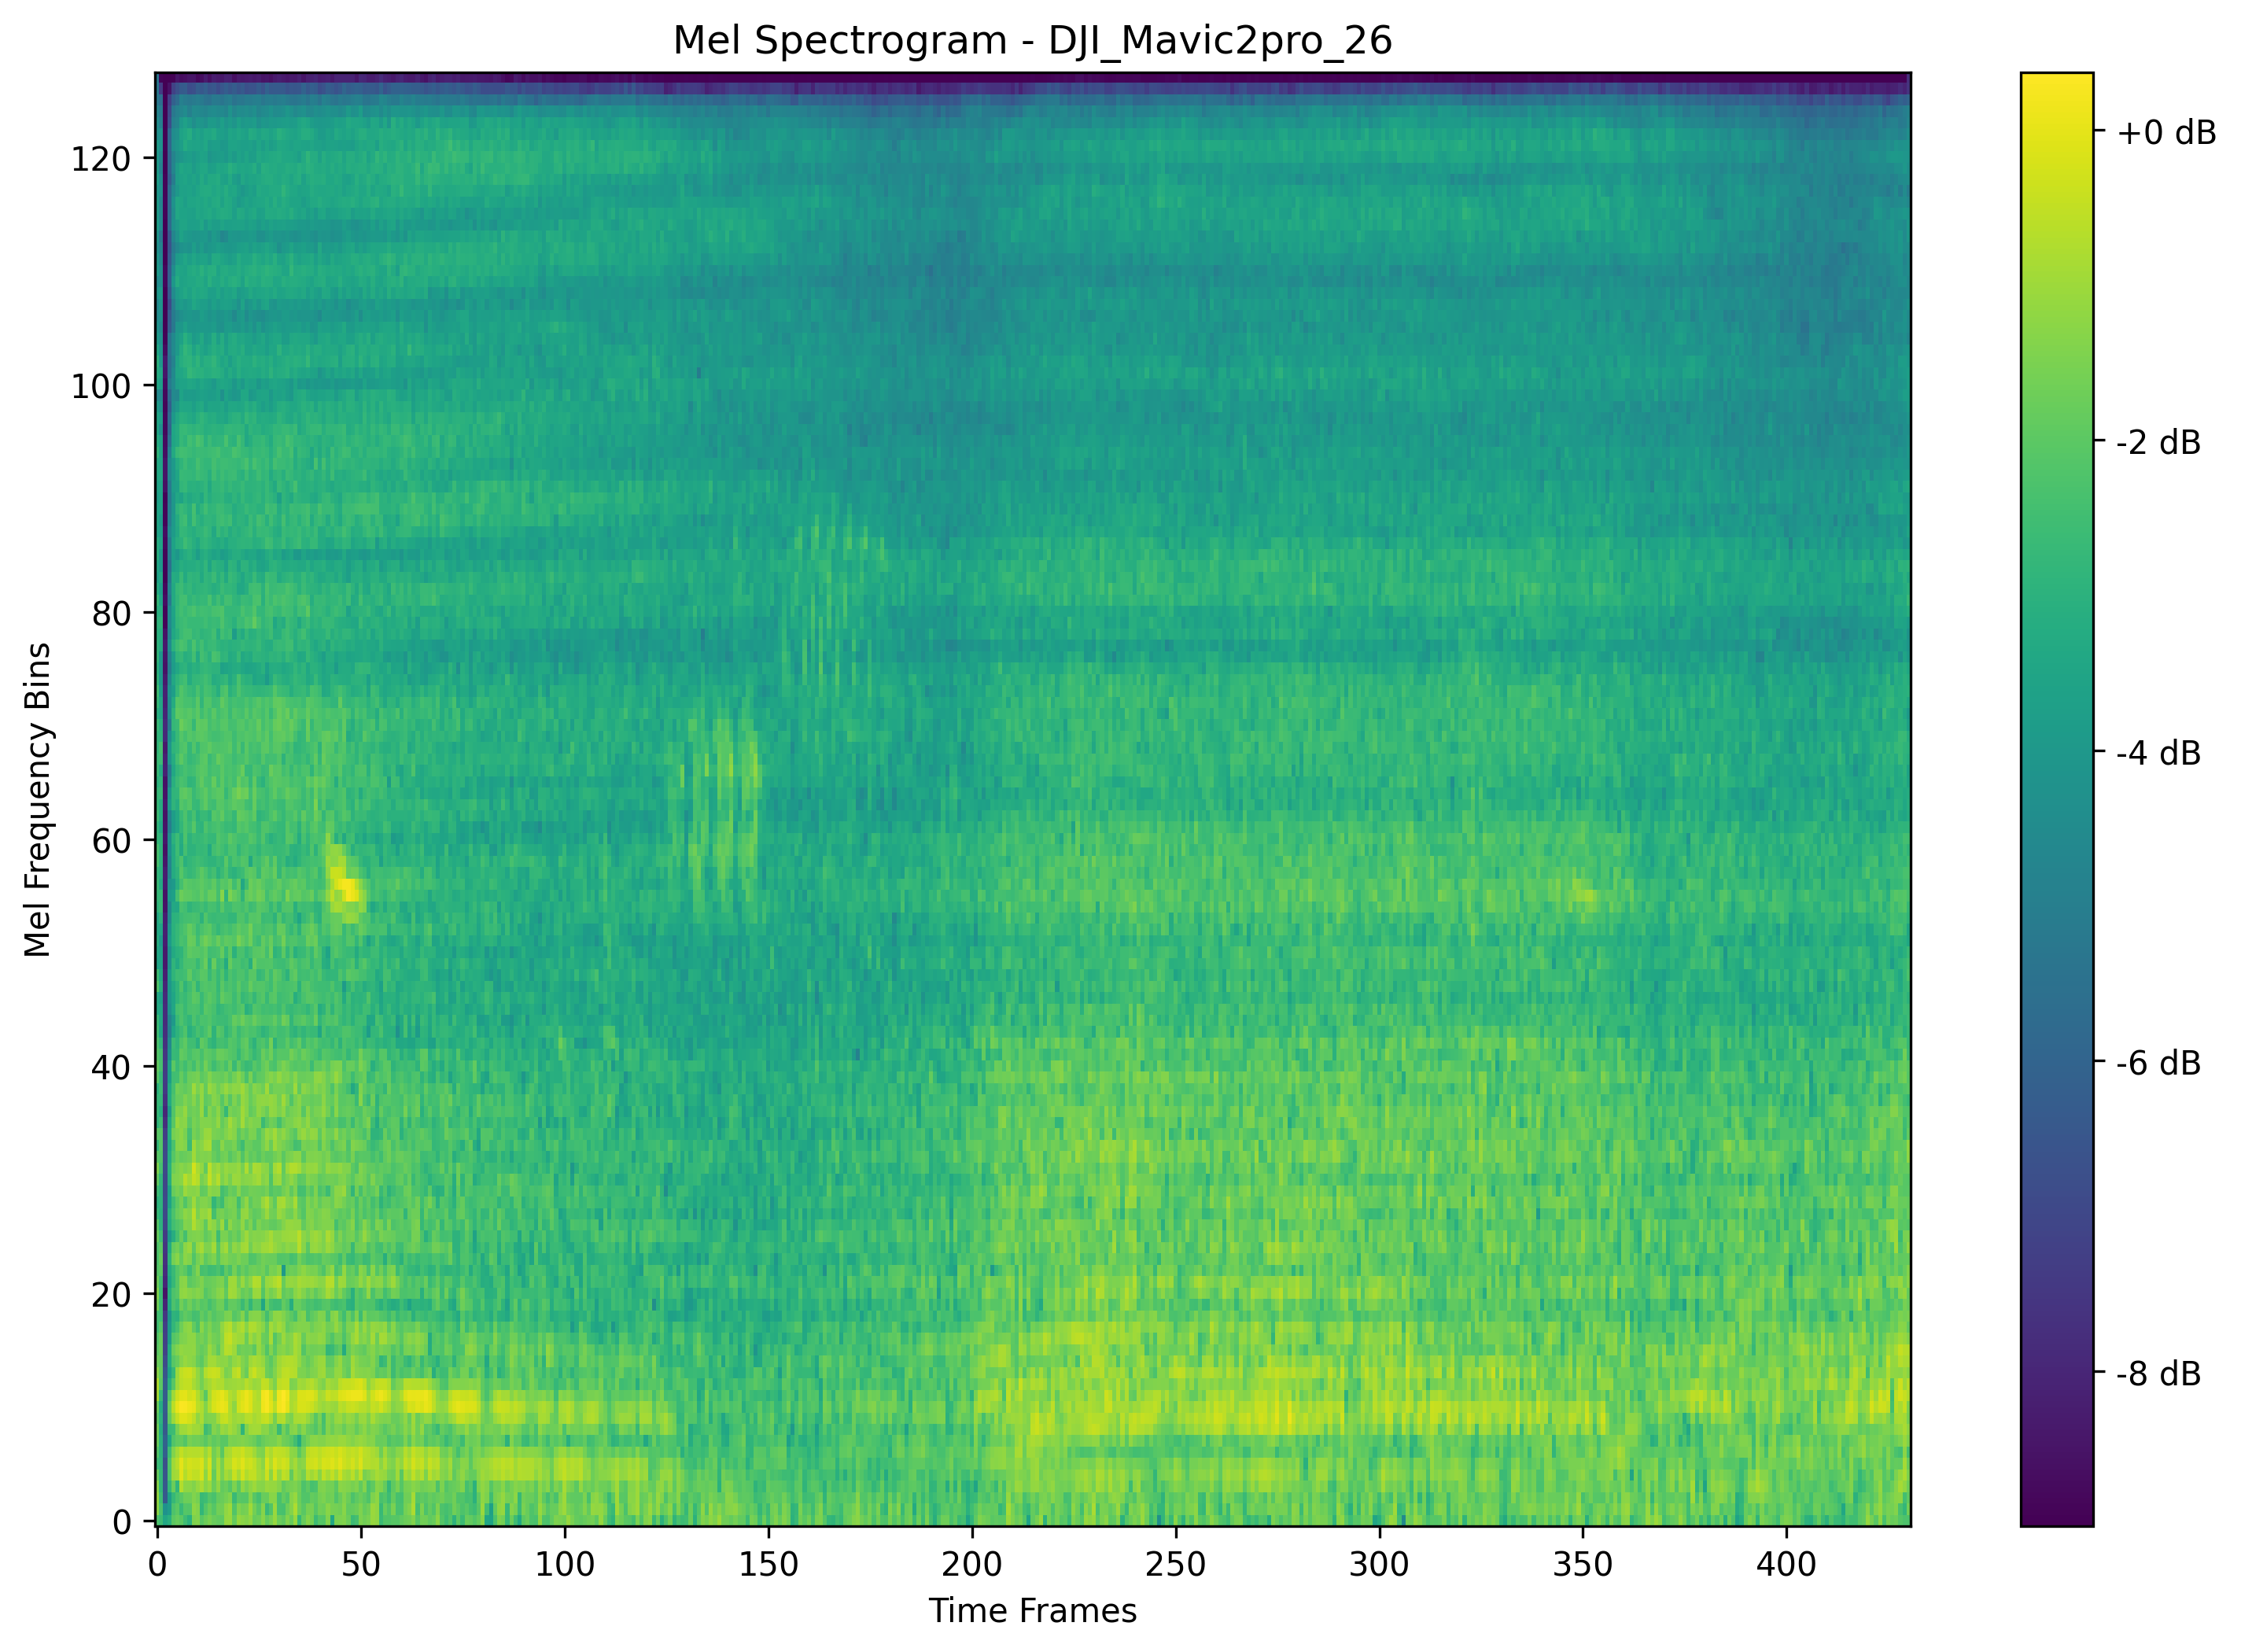 Mel Spectrogram - DJI_Mavic2pro_26
Mel Frequency Bins
120
100
80
60
40
20
0
0 50 100 150 200 250 300 350 400
Time Frames
+0 dB
-2 dB
-4 dB
-6 dB
-8 dB